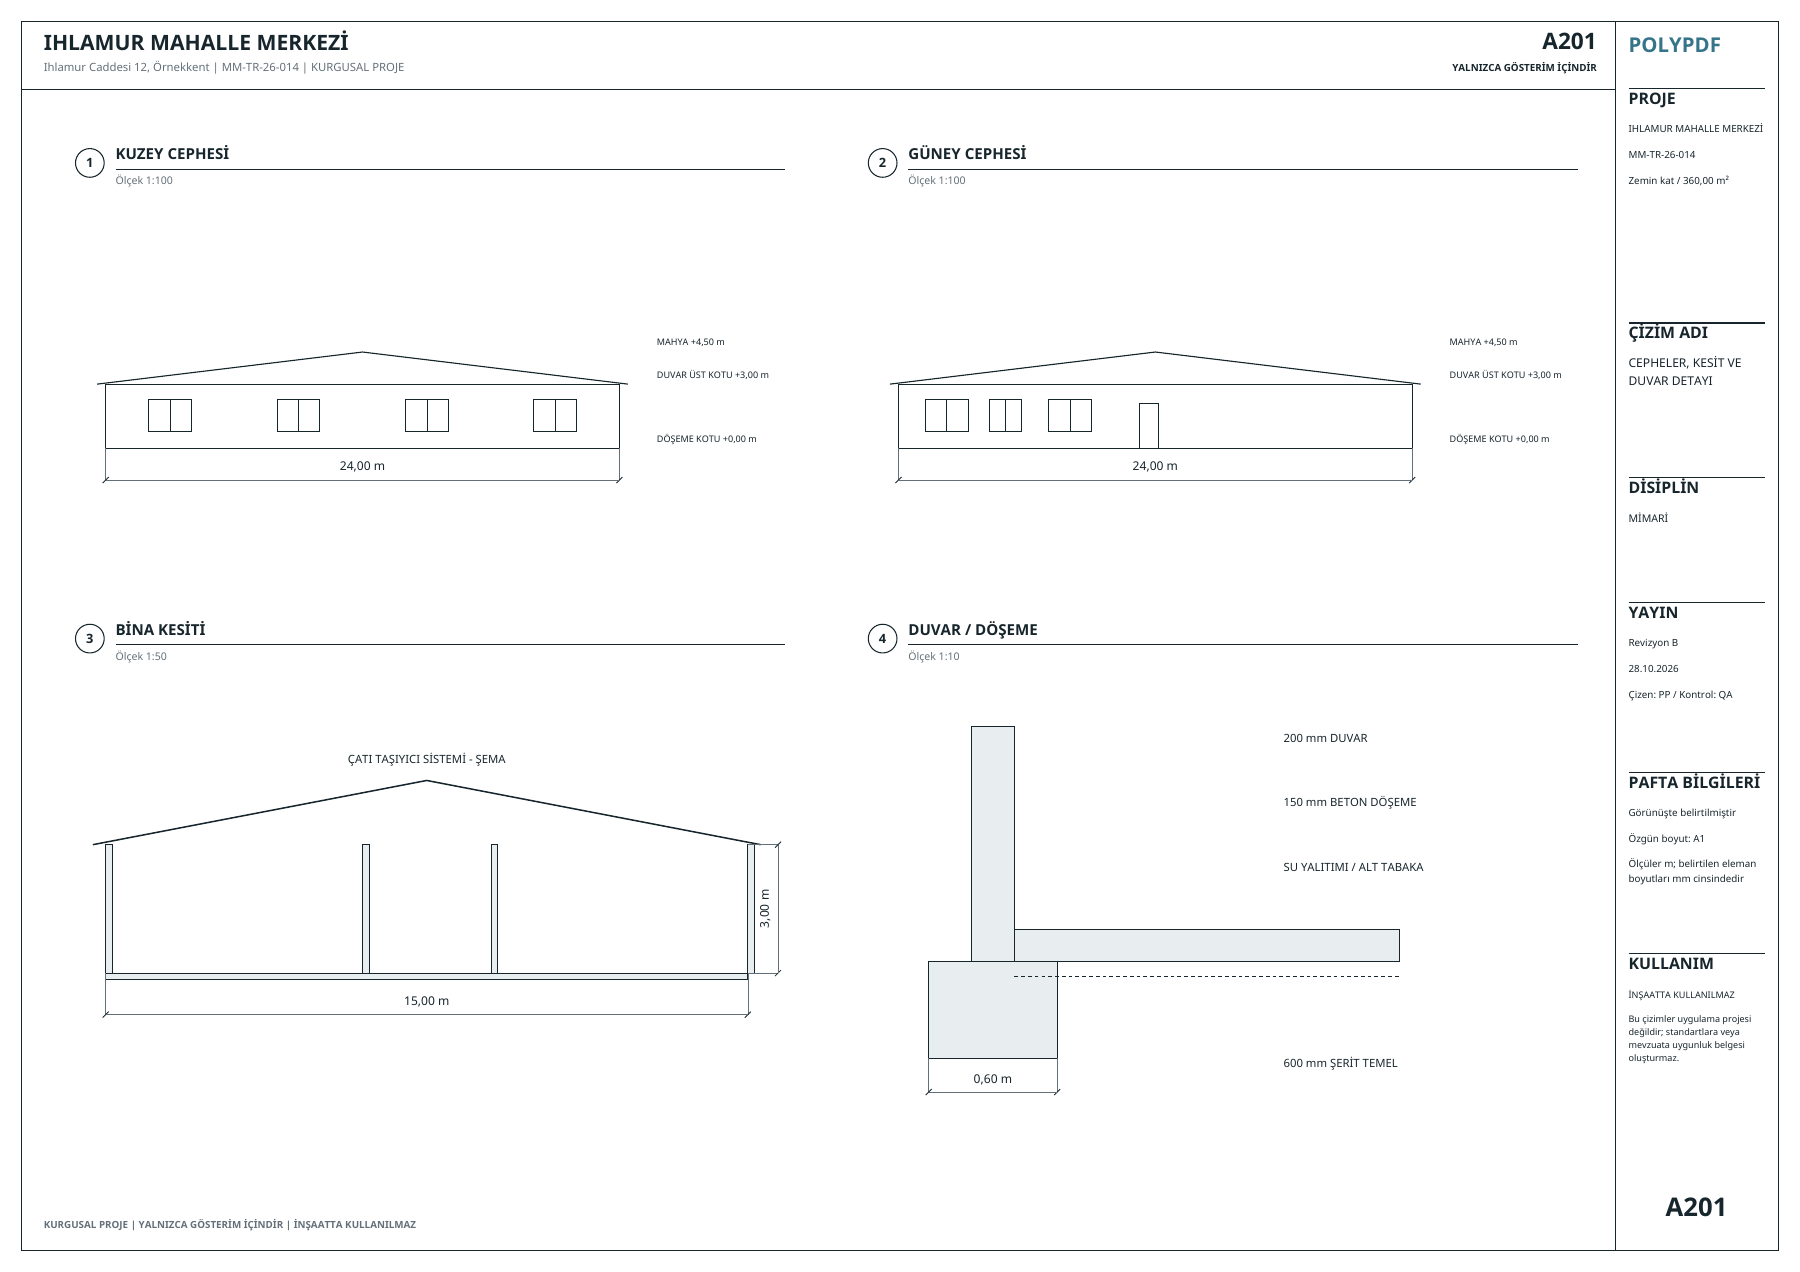 IHLAMUR MAHALLE MERKEZİ
Ihlamur Caddesi 12, Örnekkent | MM-TR-26-014 | KURGUSAL PROJE
A201
YALNIZCA GÖSTERİM İÇİNDİR
1
KUZEY CEPHESİ
Ölçek 1:100
MAHYA +4,50 m
DUVAR ÜST KOTU +3,00 m
DÖŞEME KOTU +0,00 m
24,00 m
2
GÜNEY CEPHESİ
Ölçek 1:100
MAHYA +4,50 m
DUVAR ÜST KOTU +3,00 m
DÖŞEME KOTU +0,00 m
24,00 m
3
BİNA KESİTİ
Ölçek 1:50
ÇATI TAŞIYICI SİSTEMİ - ŞEMA
3,00 m
15,00 m
4
DUVAR / DÖŞEME
Ölçek 1:10
200 mm DUVAR
150 mm BETON DÖŞEME
SU YALITIMI / ALT TABAKA
600 mm ŞERİT TEMEL
0,60 m
KURGUSAL PROJE | YALNIZCA GÖSTERİM İÇİNDİR | İNŞAATTA KULLANILMAZ
POLYPDF
PROJE
IHLAMUR MAHALLE MERKEZİ
MM-TR-26-014
Zemin kat / 360,00 m²
ÇİZİM ADI
CEPHELER, KESİT VE
DUVAR DETAYI
DİSİPLİN
MİMARİ
YAYIN
Revizyon B
28.10.2026
Çizen: PP / Kontrol: QA
PAFTA BİLGİLERİ
Görünüşte belirtilmiştir
Özgün boyut: A1
Ölçüler m; belirtilen eleman
boyutları mm cinsindedir
KULLANIM
İNŞAATTA KULLANILMAZ
Bu çizimler uygulama projesi
değildir; standartlara veya
mevzuata uygunluk belgesi
oluşturmaz.
A201